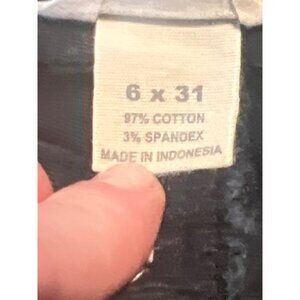 6 x 31
97% COTTON
3% SPANDEX
MADE IN INDONESIA